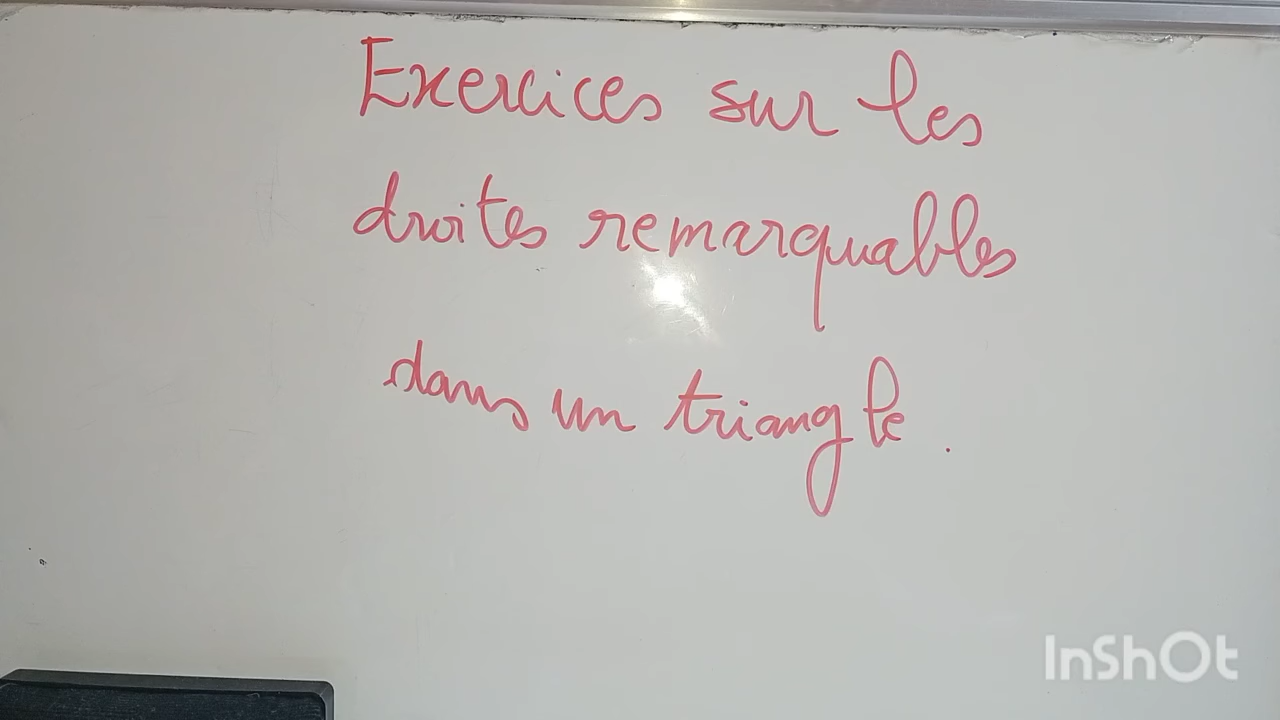 Exercices sur les
droites remarquables
dans un triangle.
InShOt